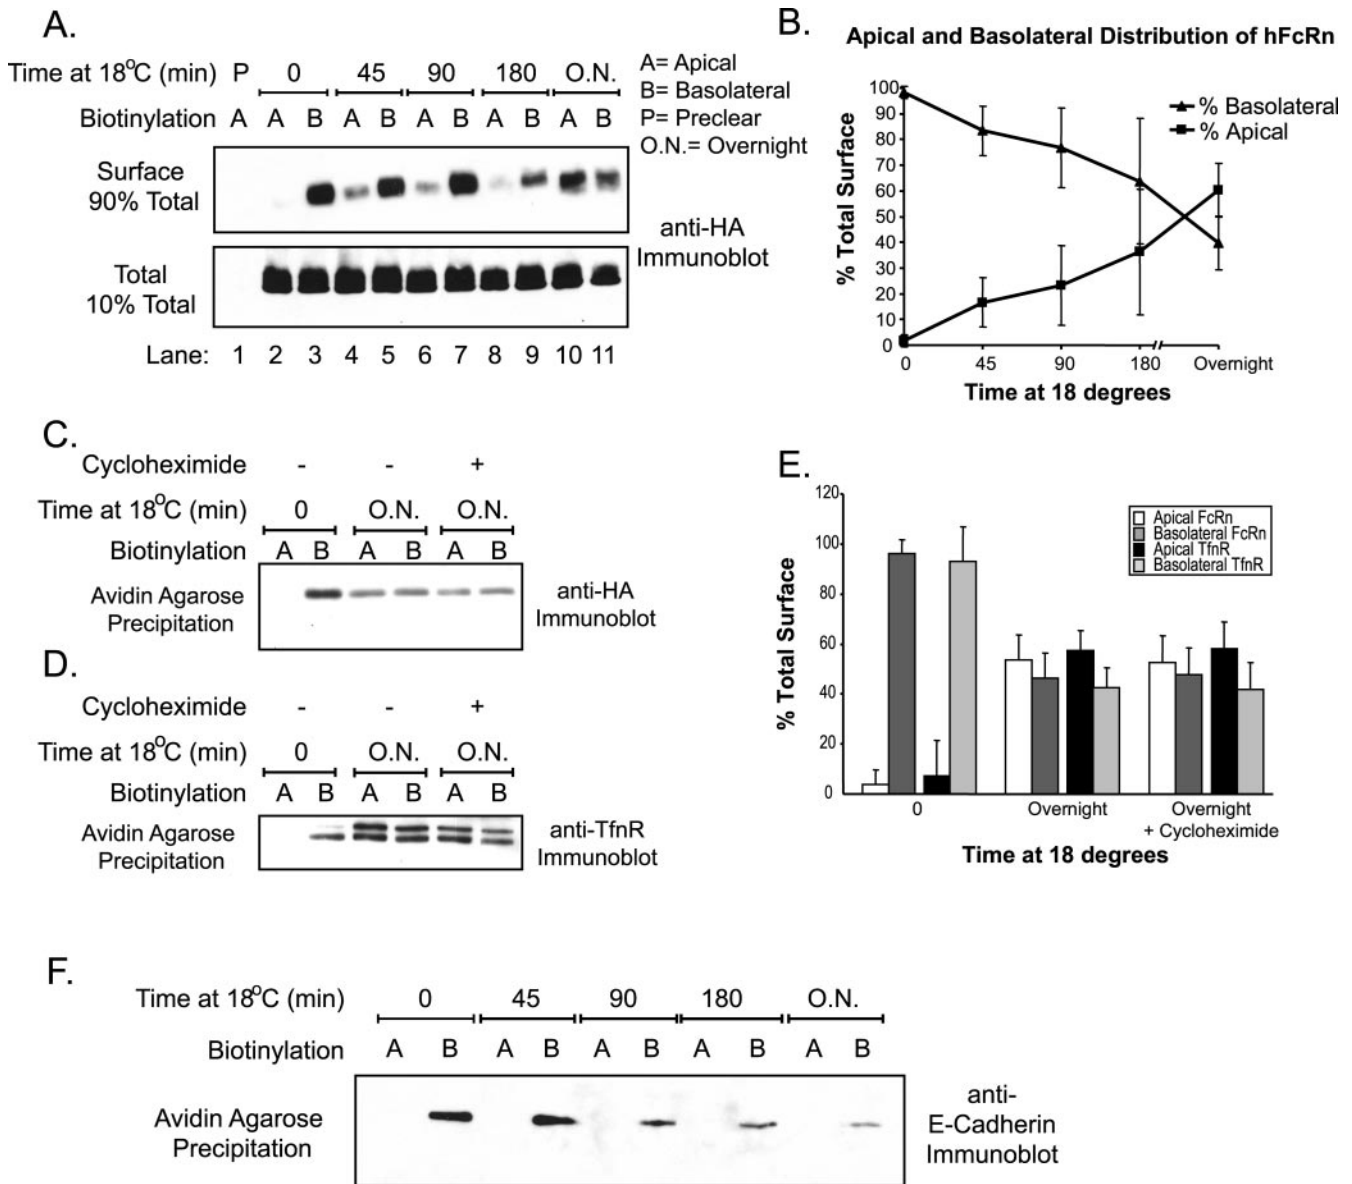 A.
Time at 18°C (min) P 0 45 90 180 O.N.
Biotinylation A A B A B A B A B A B
A= Apical
B= Basolateral
P= Preclear
O.N.= Overnight
Surface
90% Total
Total
10% Total
anti-HA
Immunoblot
Lane: 1 2 3 4 5 6 7 8 9 10 11
B.
Apical and Basolateral Distribution of hFcRn
% Basolateral
% Apical
% Total Surface
100
90
80
70
60
50
40
30
20
10
0
0 45 90 180 Overnight
Time at 18 degrees
C.
Cycloheximide - - +
Time at 18°C (min) 0 O.N. O.N.
Biotinylation A B A B A B
Avidin Agarose
Precipitation
anti-HA
Immunoblot
D.
Cycloheximide - - +
Time at 18°C (min) 0 O.N. O.N.
Biotinylation A B A B A B
Avidin Agarose
Precipitation
anti-TfnR
Immunoblot
E.
Apical FcRn
Basolateral FcRn
Apical TfnR
Basolateral TfnR
% Total Surface
120
100
80
60
40
20
0
0 Overnight Overnight
+ Cycloheximide
Time at 18 degrees
F.
Time at 18°C (min) 0 45 90 180 O.N.
Biotinylation A B A B A B A B A B
Avidin Agarose
Precipitation
anti-
E-Cadherin
Immunoblot